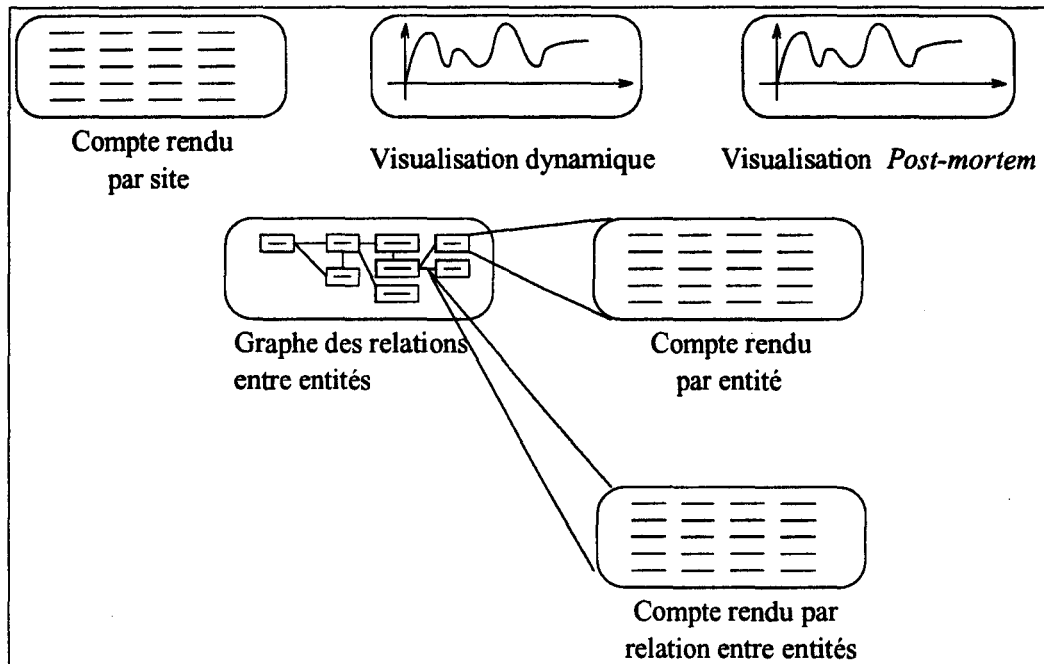 Compte rendu
par site
Visualisation dynamique
Visualisation Post-mortem
Graphe des relations
entre entités
Compte rendu
par entité
Compte rendu par
relation entre entités